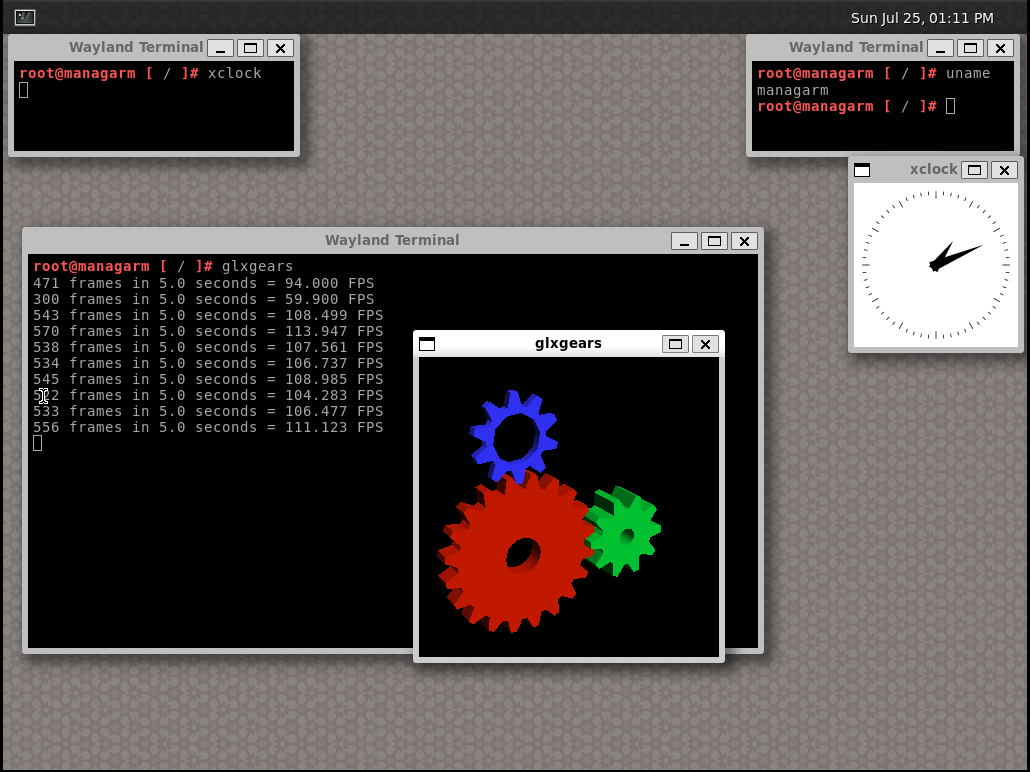 Sun Jul 25, 01:11 PM
Wayland Terminal
root@managarm [ / ]# xclock
Wayland Terminal
root@managarm [ / ]# uname
managarm
root@managarm [ / ]#
xclock
Wayland Terminal
root@managarm [ / ]# glxgears
471 frames in 5.0 seconds = 94.000 FPS
300 frames in 5.0 seconds = 59.900 FPS
543 frames in 5.0 seconds = 108.499 FPS
570 frames in 5.0 seconds = 113.947 FPS
538 frames in 5.0 seconds = 107.561 FPS
534 frames in 5.0 seconds = 106.737 FPS
545 frames in 5.0 seconds = 108.985 FPS
522 frames in 5.0 seconds = 104.283 FPS
533 frames in 5.0 seconds = 106.477 FPS
556 frames in 5.0 seconds = 111.123 FPS
glxgears